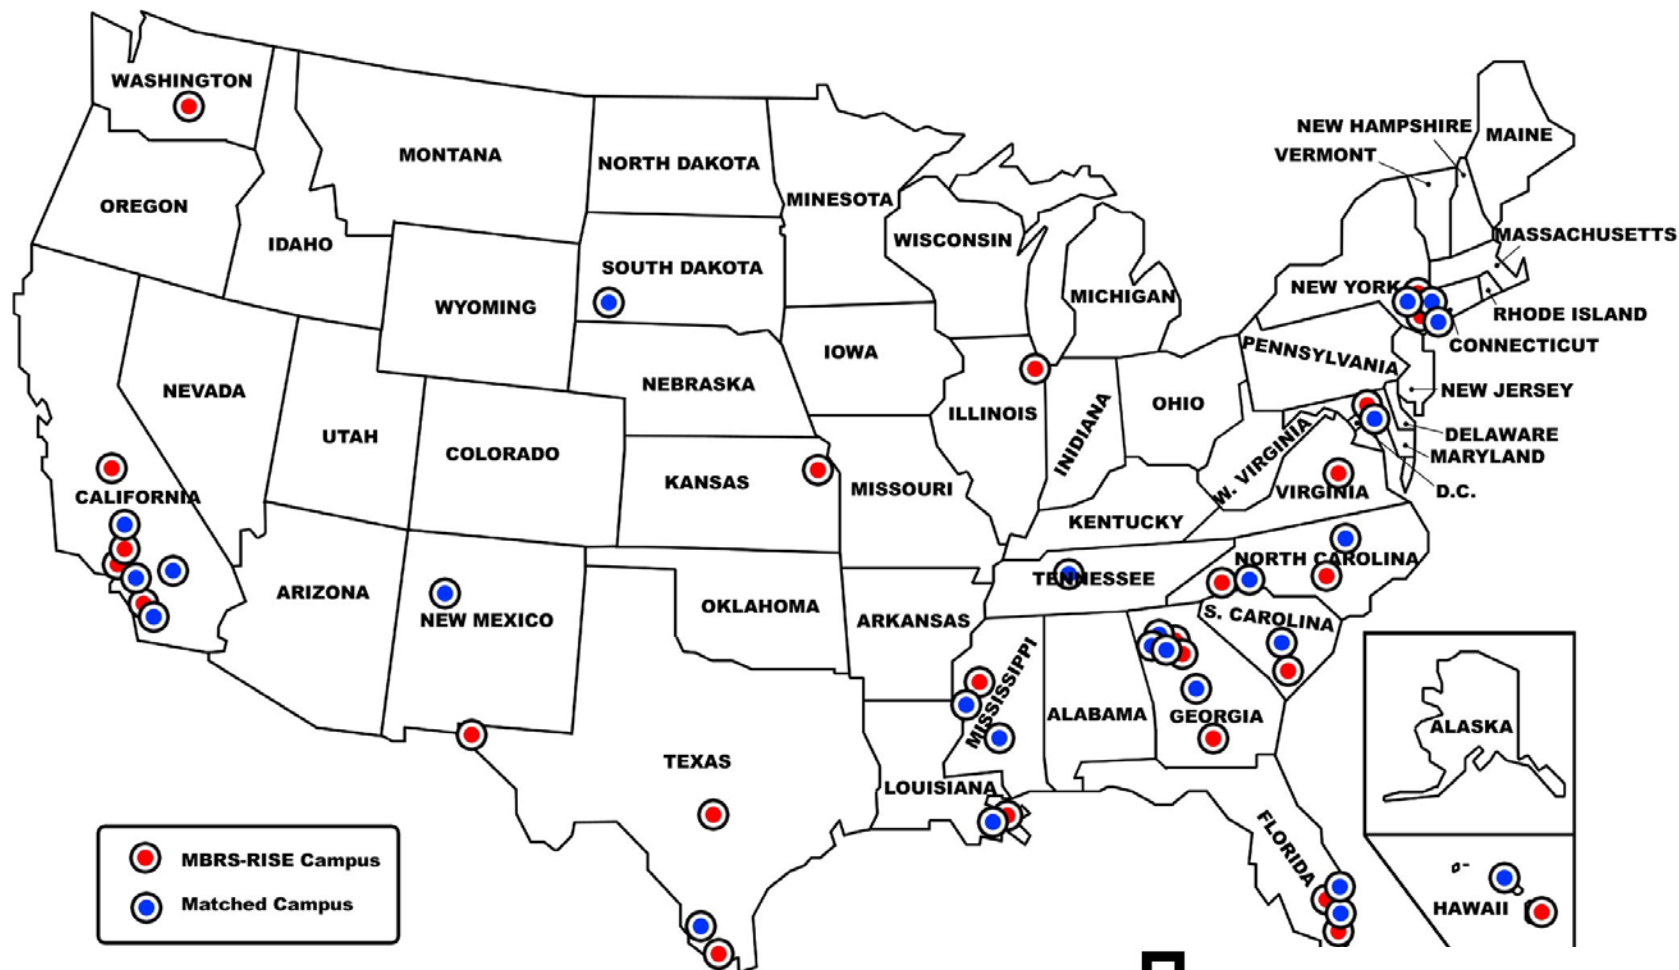 WASHINGTON
MONTANA
NORTH DAKOTA
MINESOTA
NEW HAMPSHIRE
MAINE
VERMONT
OREGON
IDAHO
WISCONSIN
MASSACHUSETTS
SOUTH DAKOTA
WYOMING
MICHIGAN
NEW YORK
RHODE ISLAND
CONNECTICUT
IOWA
PENNSYLVANIA
NEVADA
NEBRASKA
NEW JERSEY
ILLINOIS
INIDIANA
OHIO
UTAH
COLORADO
DELAWARE
MARYLAND
W. VIRGINIA
KANSAS
MISSOURI
VIRGINIA
D.C.
CALIFORNIA
KENTUCKY
NORTH CAROLINA
TENNESSEE
ARIZONA
NEW MEXICO
OKLAHOMA
ARKANSAS
S. CAROLINA
MISSISSIPPI
ALABAMA
GEORGIA
ALASKA
TEXAS
LOUISIANA
FLORIDA
HAWAII
MBRS-RISE Campus
Matched Campus